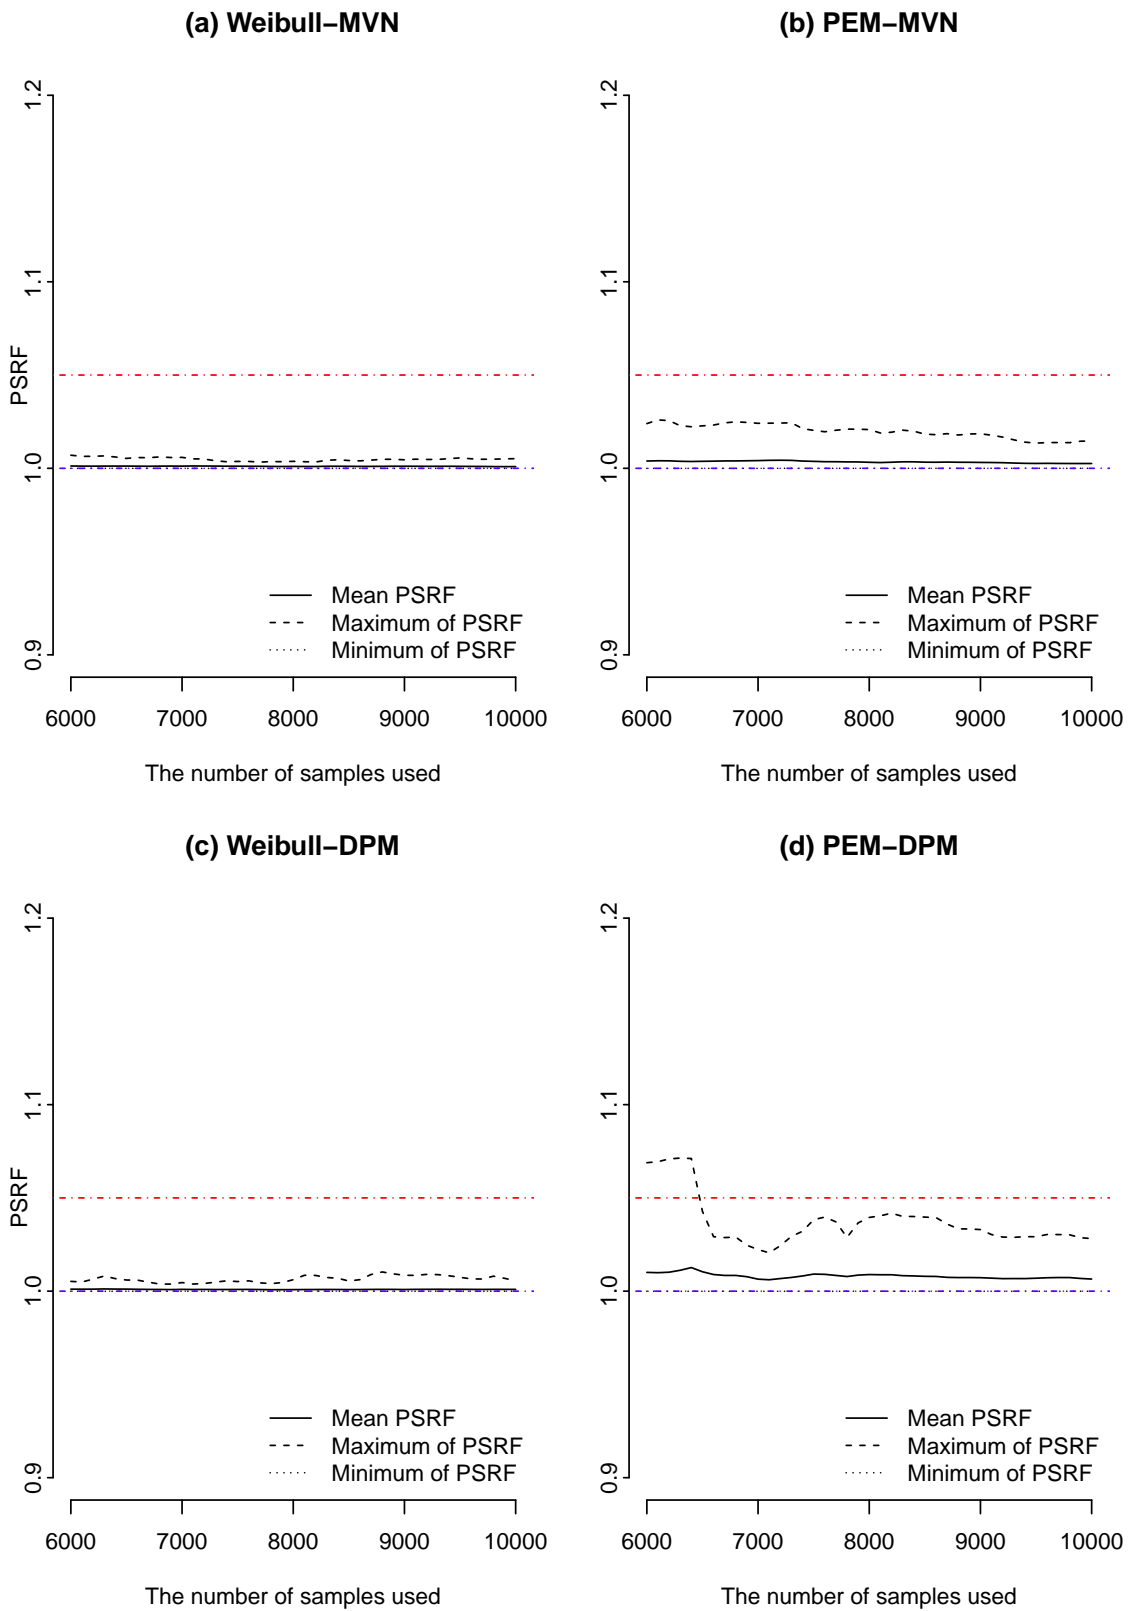 (a) Weibull−MVN
PSRF
1.2
1.1
1.0
0.9
Mean PSRF
Maximum of PSRF
Minimum of PSRF
6000 7000 8000 9000 10000
The number of samples used
(b) PEM−MVN
1.2
1.1
1.0
0.9
Mean PSRF
Maximum of PSRF
Minimum of PSRF
6000 7000 8000 9000 10000
The number of samples used
(c) Weibull−DPM
PSRF
1.2
1.1
1.0
0.9
Mean PSRF
Maximum of PSRF
Minimum of PSRF
6000 7000 8000 9000 10000
The number of samples used
(d) PEM−DPM
1.2
1.1
1.0
0.9
Mean PSRF
Maximum of PSRF
Minimum of PSRF
6000 7000 8000 9000 10000
The number of samples used